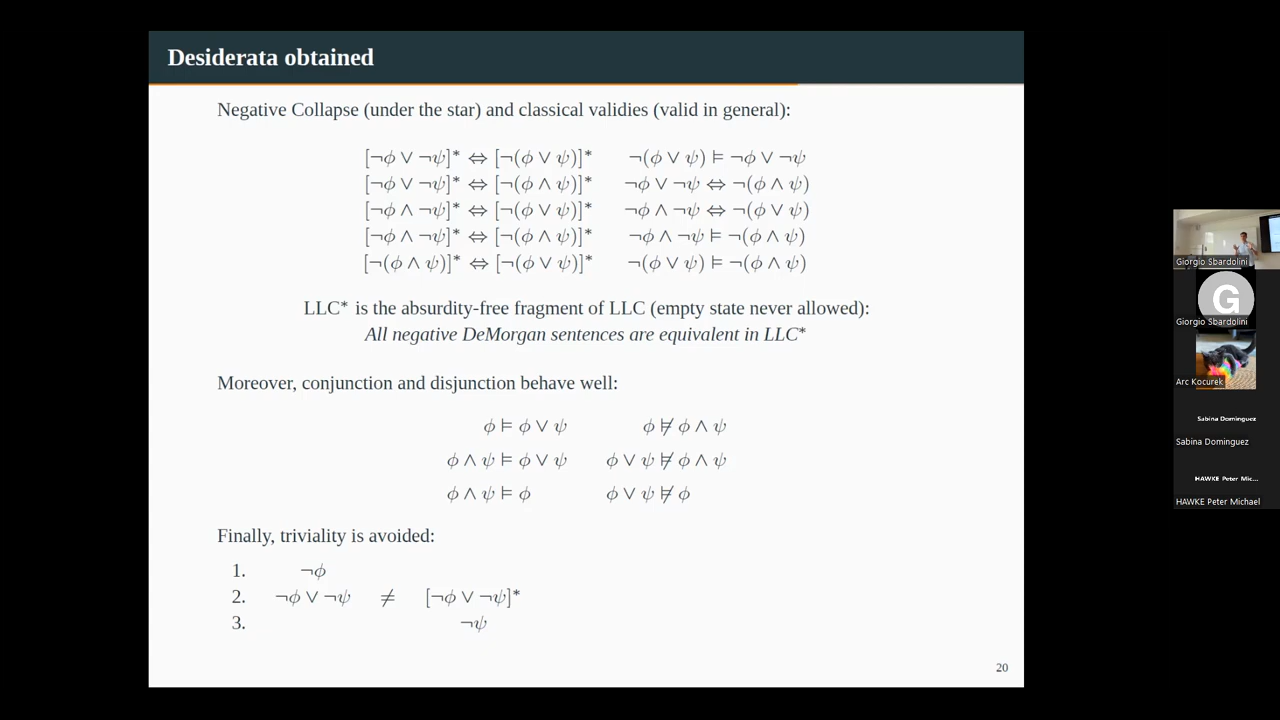 Desiderata obtained
Negative Collapse (under the star) and classical validies (valid in general):
[¬ϕ ∨ ¬ψ]* ⇔ [¬(ϕ ∨ ψ)]* ¬(ϕ ∨ ψ) ⊨ ¬ϕ ∨ ¬ψ
[¬ϕ ∨ ¬ψ]* ⇔ [¬(ϕ ∧ ψ)]* ¬ϕ ∨ ¬ψ ⇔ ¬(ϕ ∧ ψ)
[¬ϕ ∧ ¬ψ]* ⇔ [¬(ϕ ∨ ψ)]* ¬ϕ ∧ ¬ψ ⇔ ¬(ϕ ∨ ψ)
[¬ϕ ∧ ¬ψ]* ⇔ [¬(ϕ ∧ ψ)]* ¬ϕ ∧ ¬ψ ⊨ ¬(ϕ ∧ ψ)
[¬(ϕ ∧ ψ)]* ⇔ [¬(ϕ ∨ ψ)]* ¬(ϕ ∨ ψ) ⊨ ¬(ϕ ∧ ψ)
LLC* is the absurdity-free fragment of LLC (empty state never allowed):
All negative DeMorgan sentences are equivalent in LLC*
Moreover, conjunction and disjunction behave well:
ϕ ⊨ ϕ ∨ ψ ϕ ⊭ ϕ ∧ ψ
ϕ ∧ ψ ⊨ ϕ ∨ ψ ϕ ∨ ψ ⊭ ϕ ∧ ψ
ϕ ∧ ψ ⊨ ϕ ϕ ∨ ψ ⊭ ϕ
Finally, triviality is avoided:
1. ¬ϕ
2. ¬ϕ ∨ ¬ψ ≠ [¬ϕ ∨ ¬ψ]*
3. ¬ψ
20
Giorgio Sbardolini
G
Giorgio Sbardolini
Arc Kocurek
Sabina Dominguez
Sabina Dominguez
HAWKE Peter Mic...
HAWKE Peter Michael